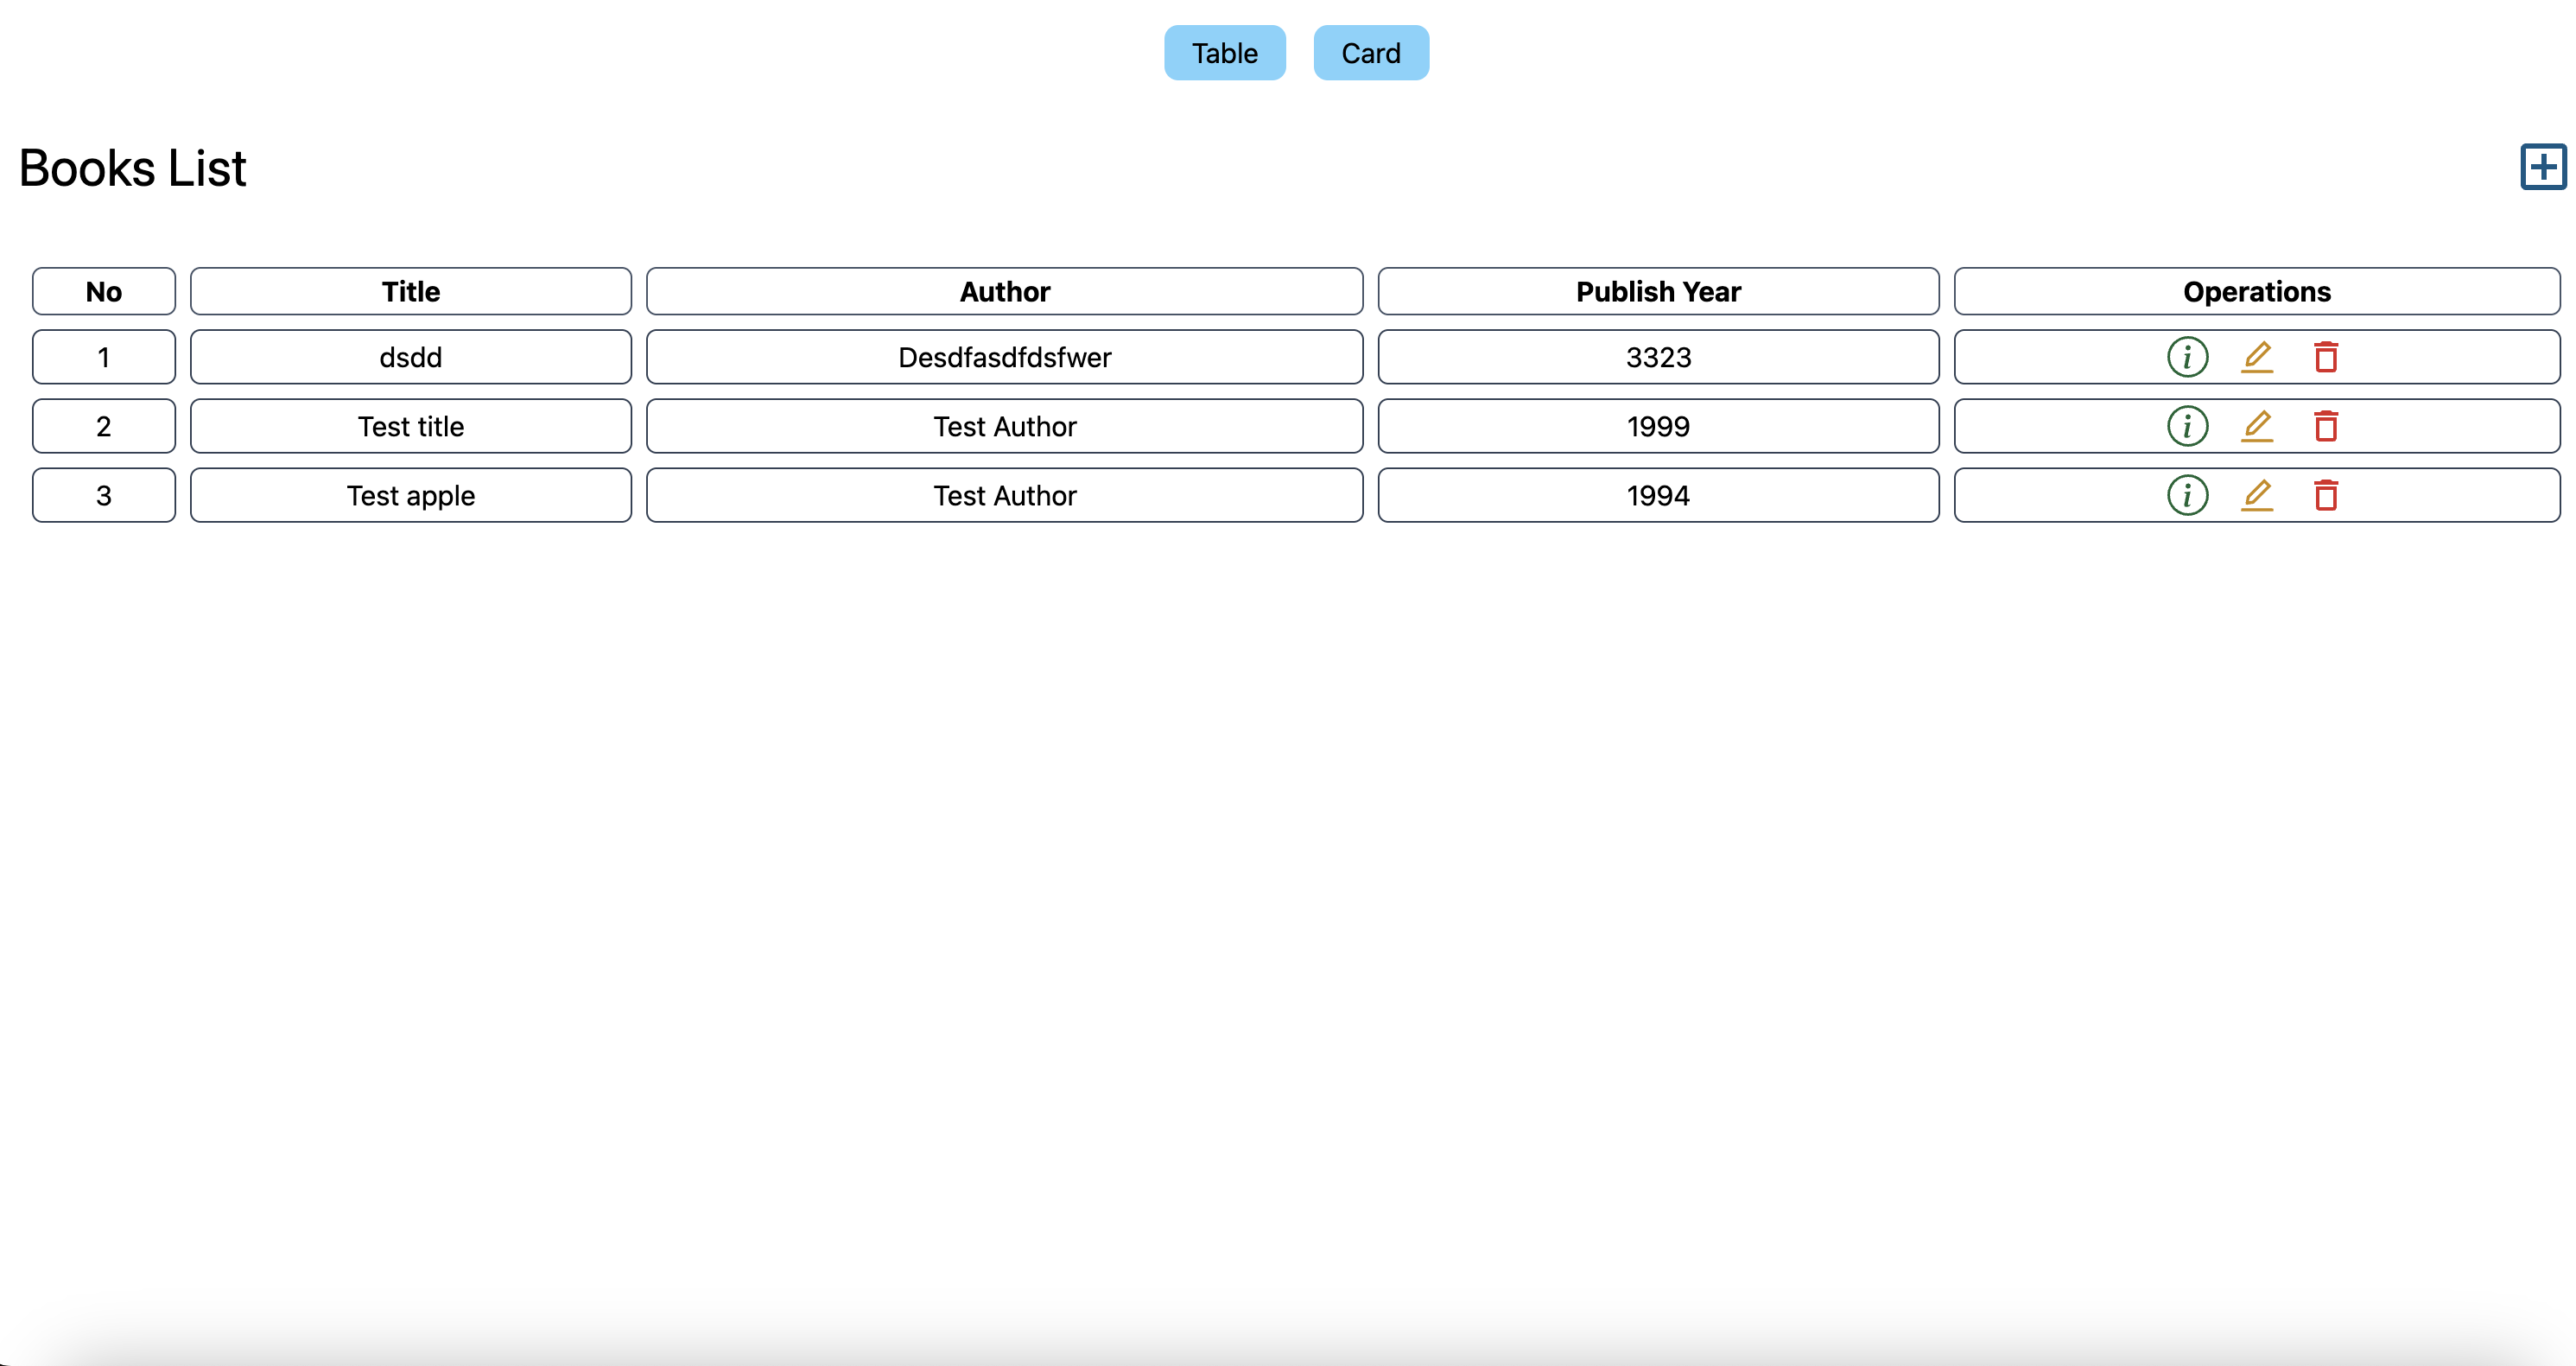 Table Card
Books List
No Title Author Publish Year Operations
1 dsdd Desdfasdfdsfwer 3323
2 Test title Test Author 1999
3 Test apple Test Author 1994